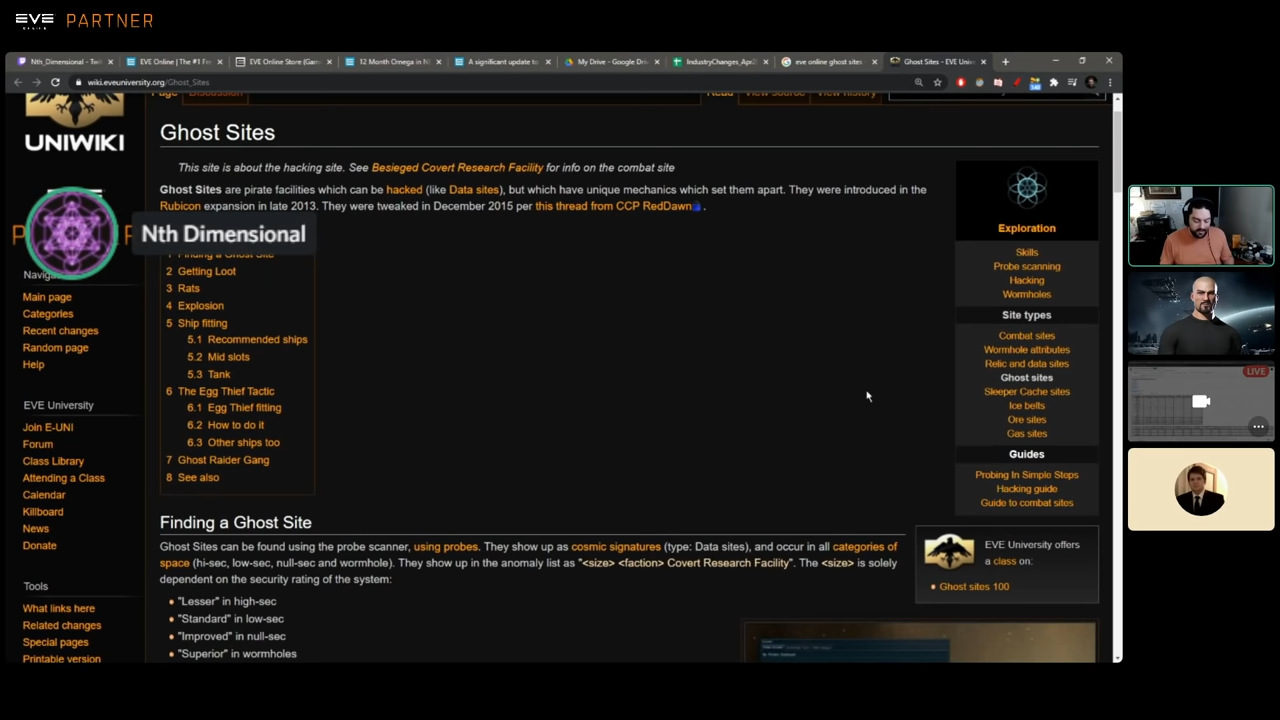 EVE PARTNER
Nth_Dimensional - Twit
EVE Online | The #1 Fre
EVE Online Store (Gam
12 Month Omega in N
A significant update to
My Drive - Google Dri
IndustryChanges_Apr2
eve online ghost sites
Ghost Sites - EVE Univ
wiki.eveuniversity.org/Ghost_Sites
Page
Discussion
Read
View source
View history
UNIWIKI
Ghost Sites
This site is about the hacking site. See Besieged Covert Research Facility for info on the combat site
Ghost Sites are pirate facilities which can be hacked (like Data sites), but which have unique mechanics which set them apart. They were introduced in the
Rubicon expansion in late 2013. They were tweaked in December 2015 per this thread from CCP RedDawn.
Nth Dimensional
1 Finding a Ghost Site
2 Getting Loot
3 Rats
4 Explosion
5 Ship fitting
5.1 Recommended ships
5.2 Mid slots
5.3 Tank
6 The Egg Thief Tactic
6.1 Egg Thief fitting
6.2 How to do it
6.3 Other ships too
7 Ghost Raider Gang
8 See also
Main page
Categories
Recent changes
Random page
Help
EVE University
Join E-UNI
Forum
Class Library
Attending a Class
Calendar
Killboard
News
Donate
Tools
What links here
Related changes
Special pages
Printable version
Exploration
Skills
Probe scanning
Hacking
Wormholes
Site types
Combat sites
Wormhole attributes
Relic and data sites
Ghost sites
Sleeper Cache sites
Ice belts
Ore sites
Gas sites
Guides
Probing In Simple Steps
Hacking guide
Guide to combat sites
Finding a Ghost Site
Ghost Sites can be found using the probe scanner, using probes. They show up as cosmic signatures (type: Data sites), and occur in all categories of
space (hi-sec, low-sec, null-sec and wormhole). They show up in the anomaly list as "<size> <faction> Covert Research Facility". The <size> is solely
dependent on the security rating of the system:
"Lesser" in high-sec
"Standard" in low-sec
"Improved" in null-sec
"Superior" in wormholes
EVE University offers
a class on:
Ghost sites 100
LIVE